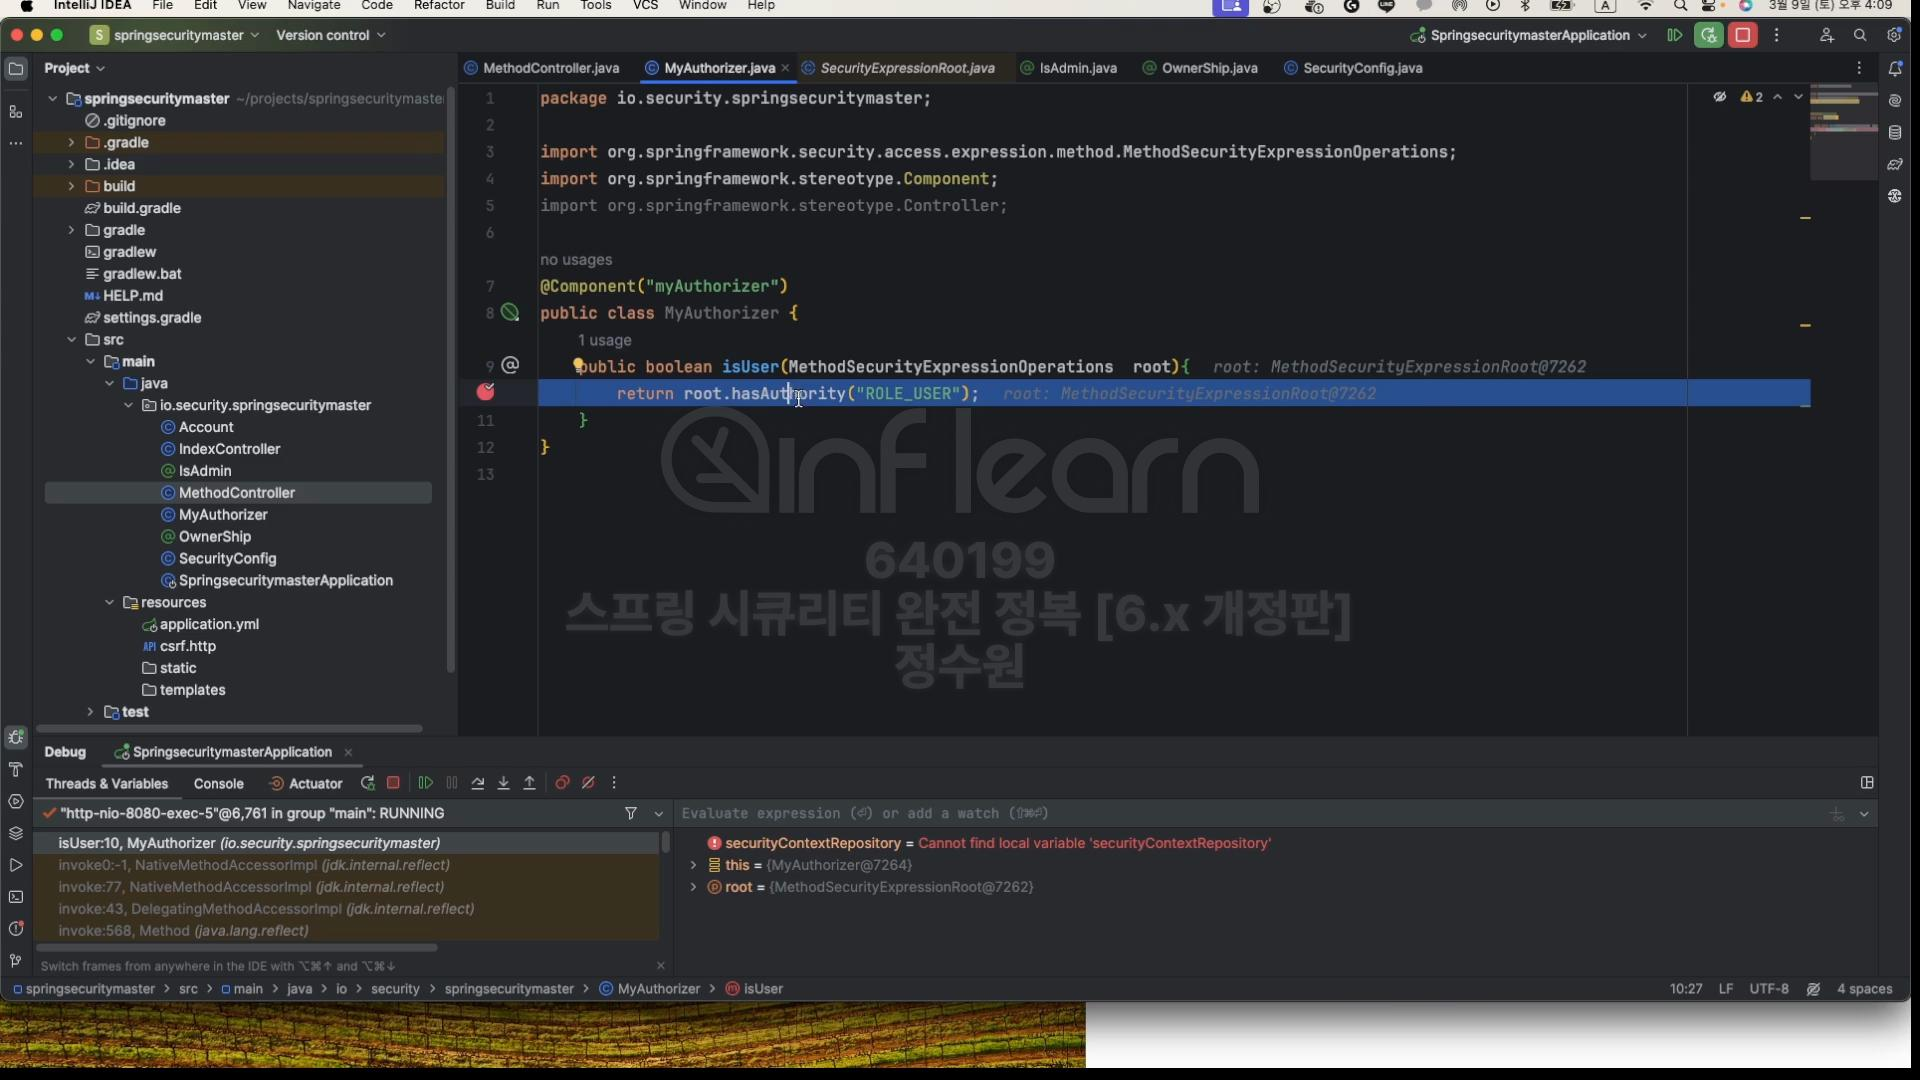 IntelliJ IDEA File Edit View Navigate Code Refactor Build Run Tools VCS Window Help
A 3월 9일 (토) 오후 4:09
S springsecuritymaster Version control
SpringsecuritymasterApplication
Project
springsecuritymaster ~/projects/springsecuritymaste
.gitignore
.gradle
.idea
build
build.gradle
gradle
gradlew
gradlew.bat
M↓ HELP.md
settings.gradle
src
main
java
io.security.springsecuritymaster
Account
IndexController
IsAdmin
MethodController
MyAuthorizer
OwnerShip
SecurityConfig
SpringsecuritymasterApplication
resources
application.yml
API csrf.http
static
templates
test
MethodController.java MyAuthorizer.java SecurityExpressionRoot.java IsAdmin.java OwnerShip.java SecurityConfig.java
2
1 package io.security.springsecuritymaster;
2
3 import org.springframework.security.access.expression.method.MethodSecurityExpressionOperations;
4 import org.springframework.stereotype.Component;
5 import org.springframework.stereotype.Controller;
6
no usages
7 @Component("myAuthorizer")
8 public class MyAuthorizer {
1 usage
9 public boolean isUser(MethodSecurityExpressionOperations root){ root: MethodSecurityExpressionRoot@7262
return root.hasAuthority("ROLE_USER"); root: MethodSecurityExpressionRoot@7262
11 }
12 }
13
inflearn
640199
스프링 시큐리티 완전 정복 [6.x 개정판]
정수원
Debug SpringsecuritymasterApplication
Threads & Variables Console Actuator
"http-nio-8080-exec-5"@6,761 in group "main": RUNNING
isUser:10, MyAuthorizer (io.security.springsecuritymaster)
invoke0:-1, NativeMethodAccessorImpl (jdk.internal.reflect)
invoke:77, NativeMethodAccessorImpl (jdk.internal.reflect)
invoke:43, DelegatingMethodAccessorImpl (jdk.internal.reflect)
invoke:568, Method (java.lang.reflect)
Switch frames from anywhere in the IDE with ⌥⌘↑ and ⌥⌘↓
Evaluate expression (⏎) or add a watch (⇧⌘⏎)
securityContextRepository = Cannot find local variable 'securityContextRepository'
this = {MyAuthorizer@7264}
root = {MethodSecurityExpressionRoot@7262}
springsecuritymaster > src > main > java > io > security > springsecuritymaster > MyAuthorizer > isUser
10:27 LF UTF-8 4 spaces